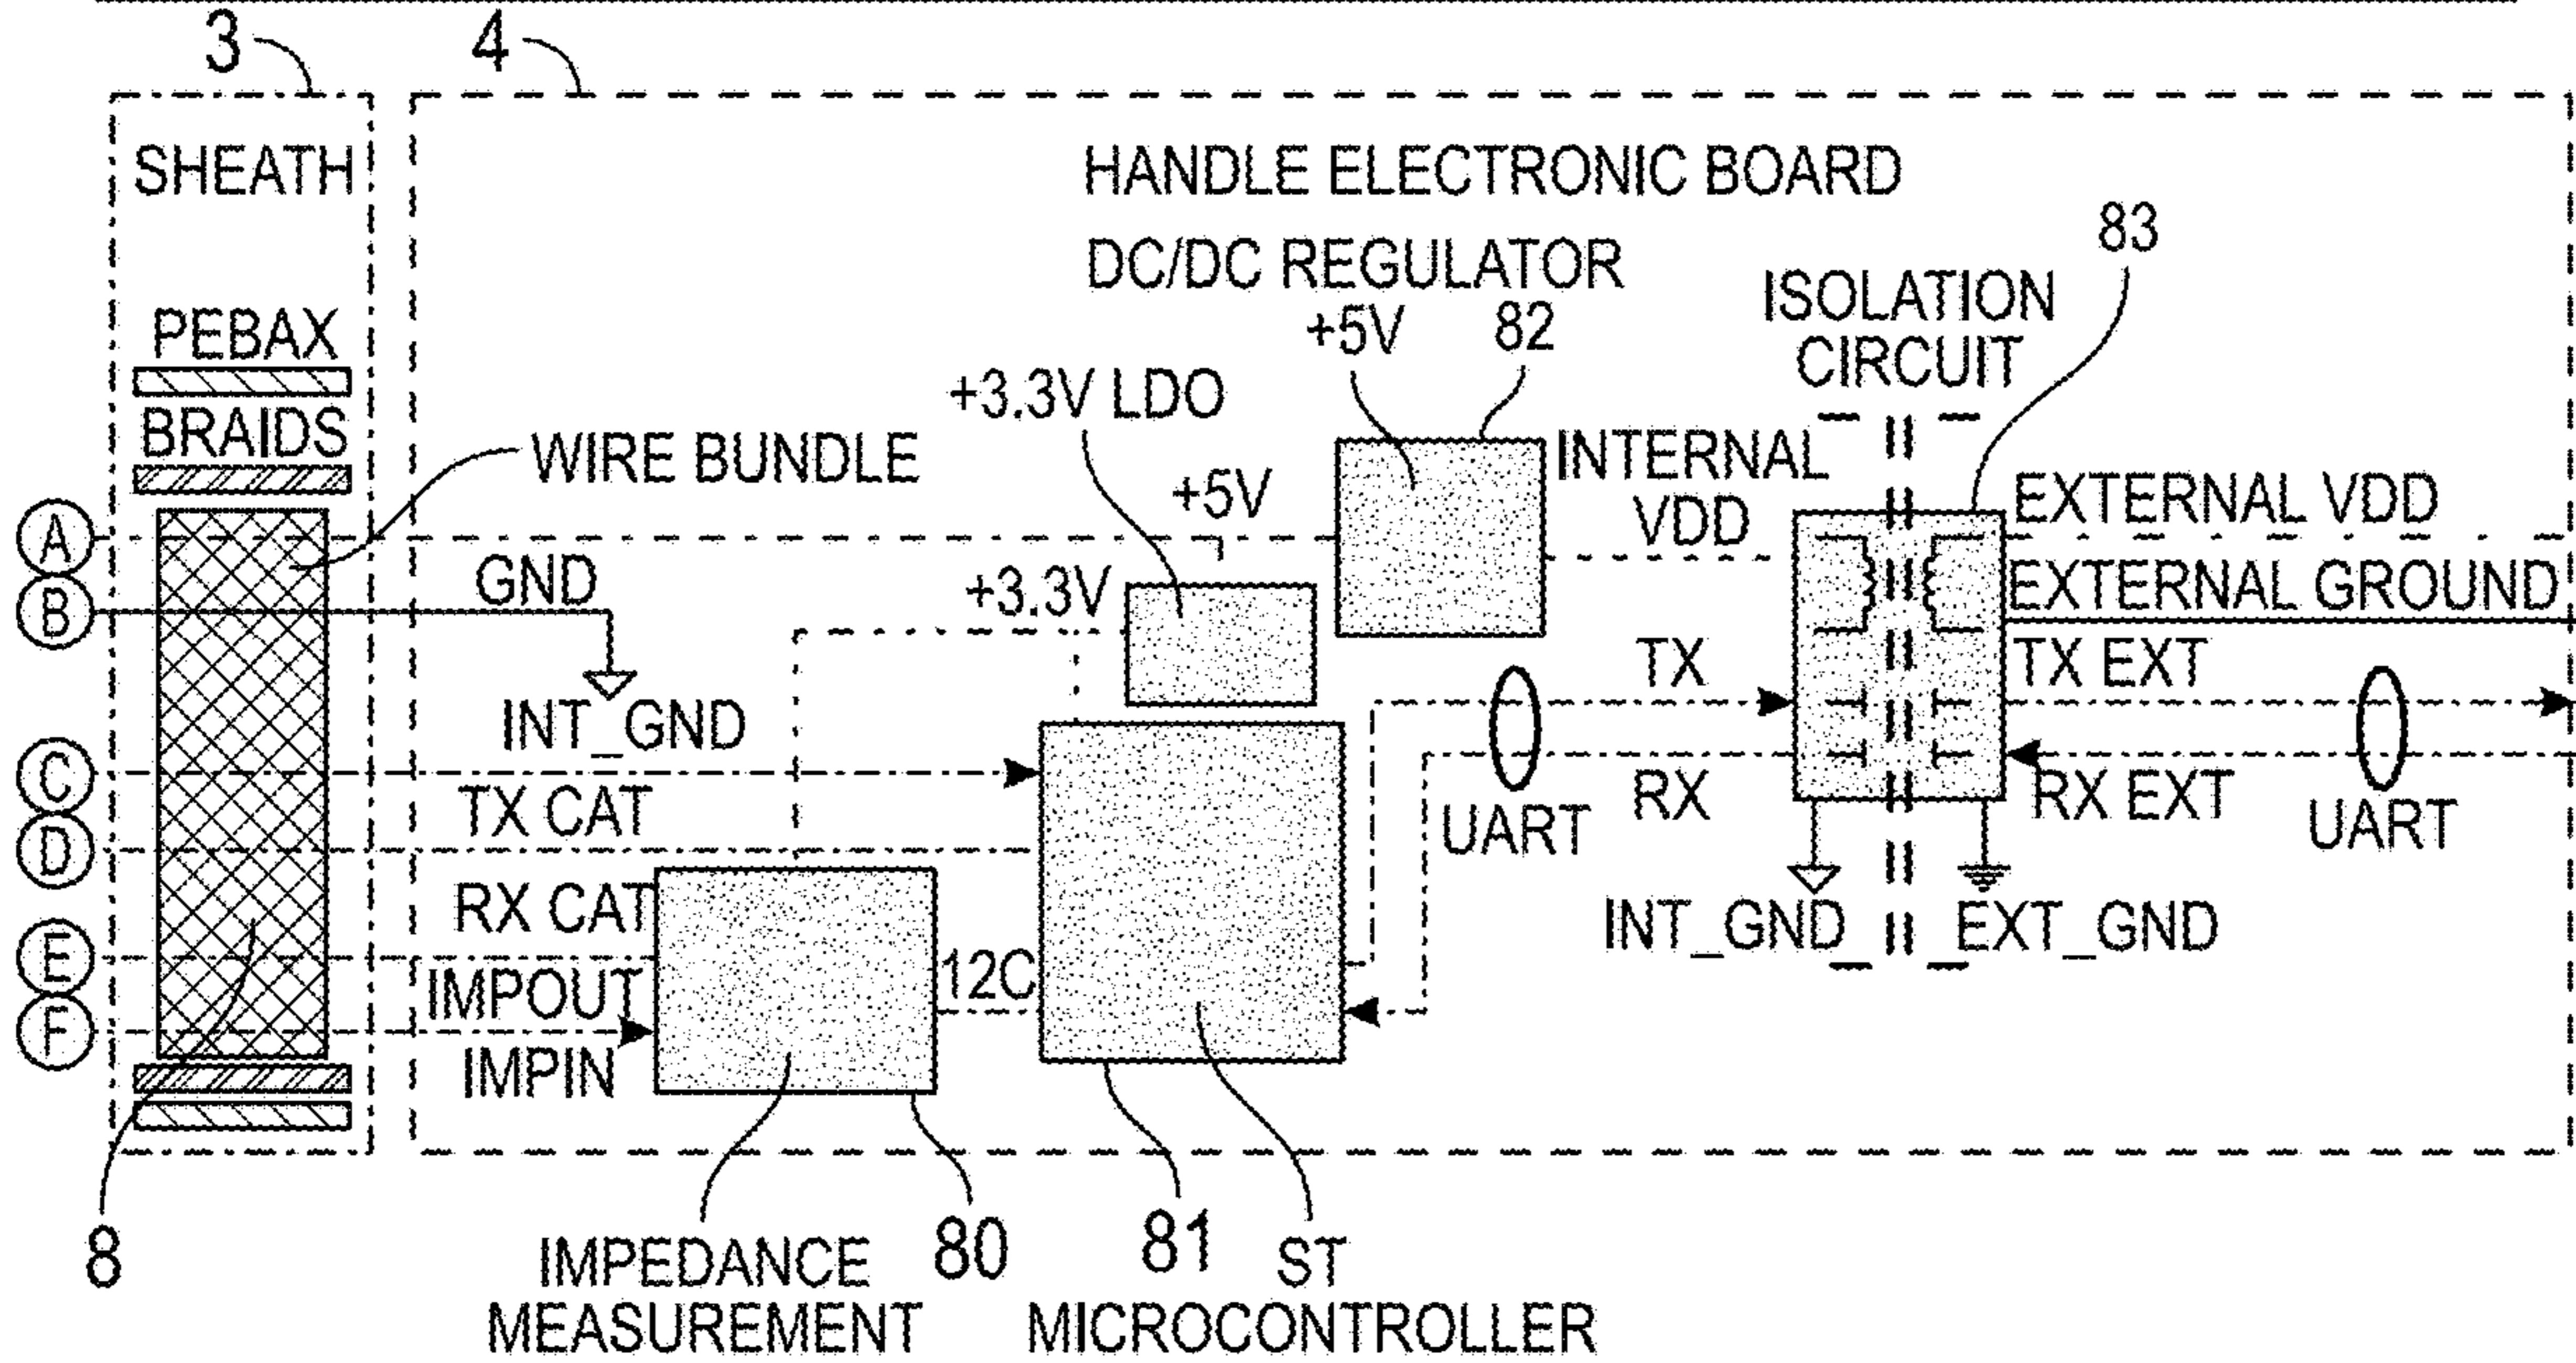 3
4
SHEATH
HANDLE ELECTRONIC BOARD
DC/DC REGULATOR
+5V
82
83
ISOLATION
CIRCUIT
PEBAX
BRAIDS
WIRE BUNDLE
+3.3V LDO
+5V
INTERNAL
VDD
EXTERNAL VDD
EXTERNAL GROUND
A
B
GND
+3.3V
INT_GND
TX
TX EXT
C
TX CAT
RX
RX EXT
UART
UART
D
RX CAT
INT_GND
EXT_GND
E
IMPOUT
12C
F
IMPIN
8
IMPEDANCE
MEASUREMENT
80
81
ST
MICROCONTROLLER